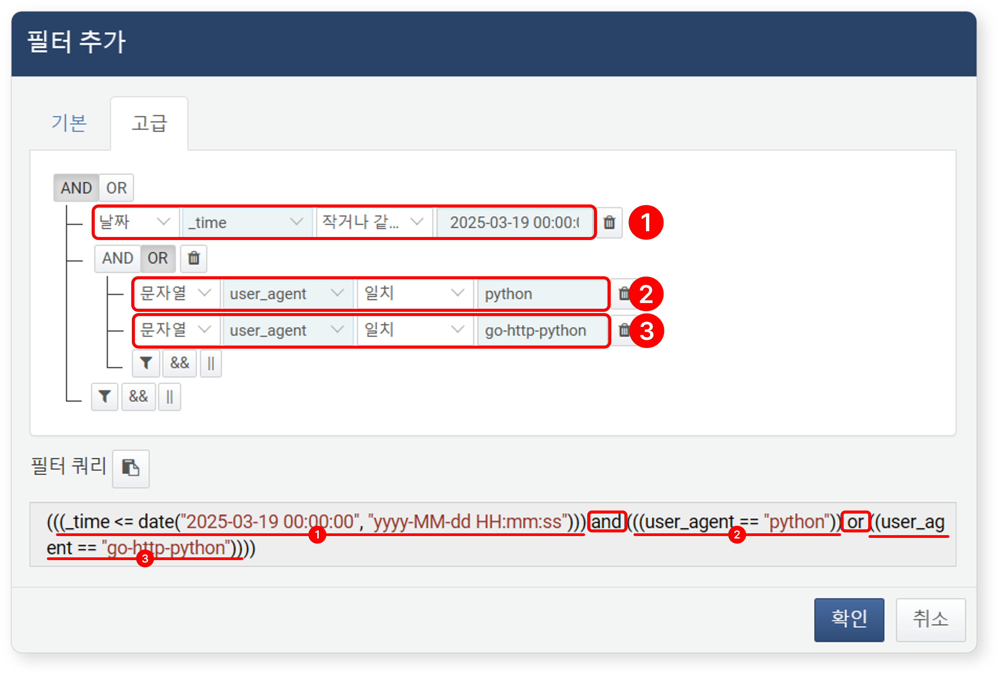 필터 추가
기본 고급
AND OR
날짜 _time 작거나 같... 2025-03-19 00:00:( 1
AND OR
문자열 user_agent 일치 python 2
문자열 user_agent 일치 go-http-python 3
&& ||
&& ||
필터 쿼리
(((_time <= date("2025-03-19 00:00:00", "yyyy-MM-dd HH:mm:ss"))) and (((user_agent == "python")) or ((user_ag
1 2
ent == "go-http-python"))))
3
확인 취소